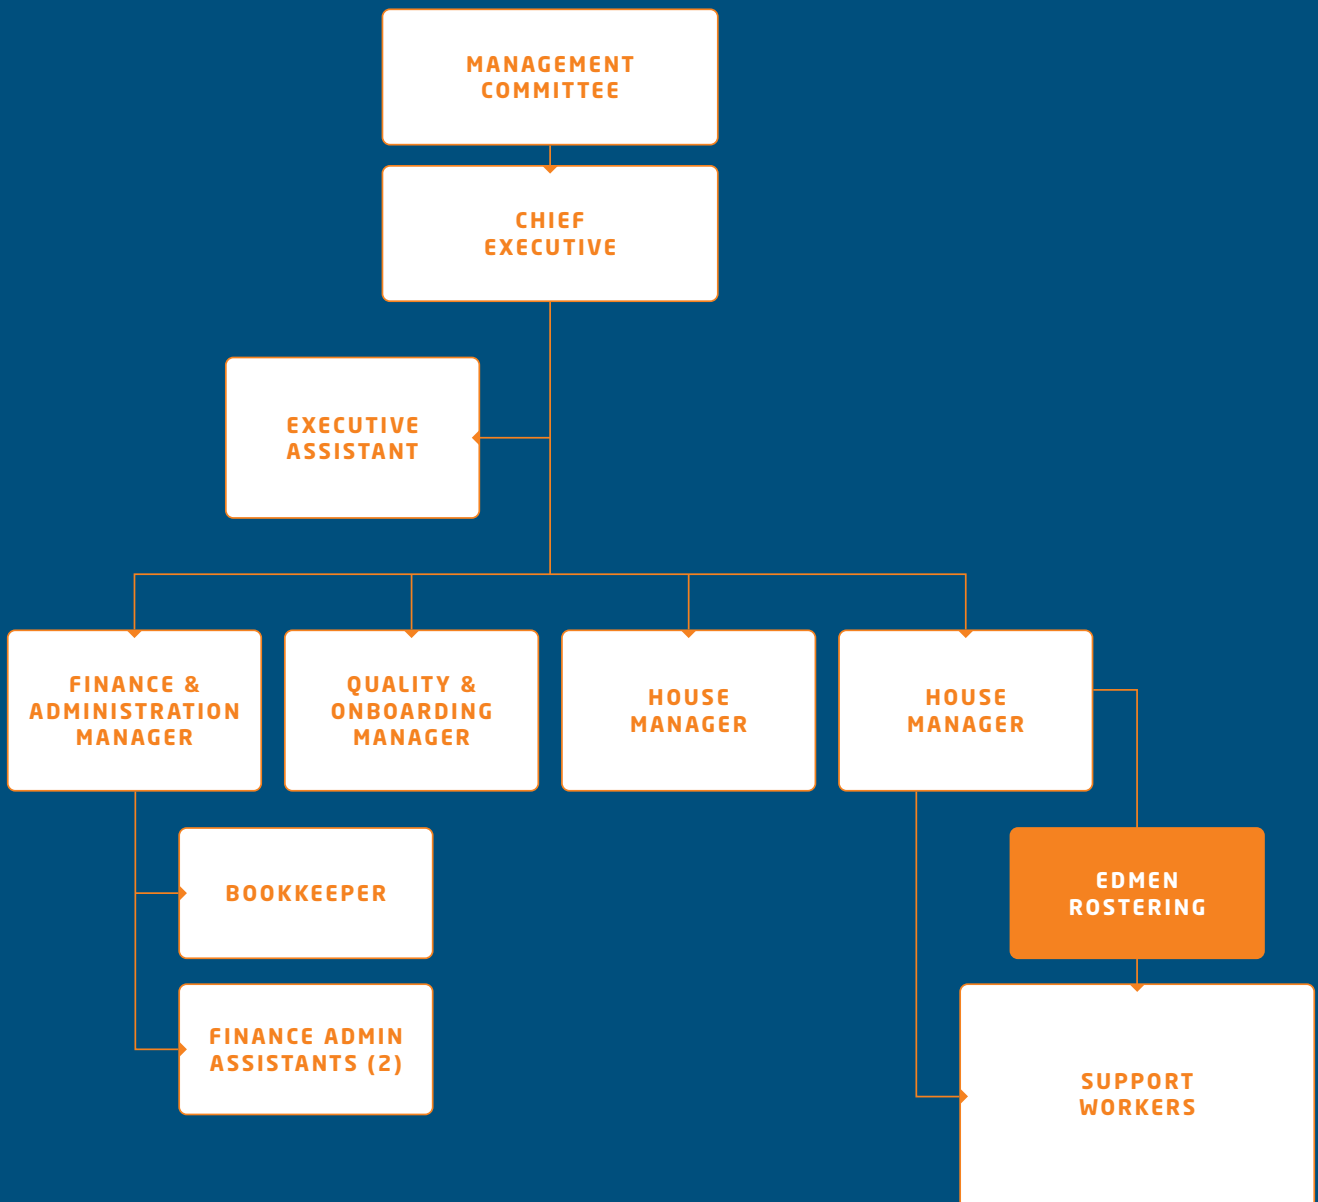 MANAGEMENT
COMMITTEE
CHIEF
EXECUTIVE
EXECUTIVE
ASSISTANT
FINANCE &
ADMINISTRATION
MANAGER
QUALITY &
ONBOARDING
MANAGER
HOUSE
MANAGER
HOUSE
MANAGER
BOOKKEEPER
EDMEN
ROSTERING
FINANCE ADMIN
ASSISTANTS (2)
SUPPORT
WORKERS